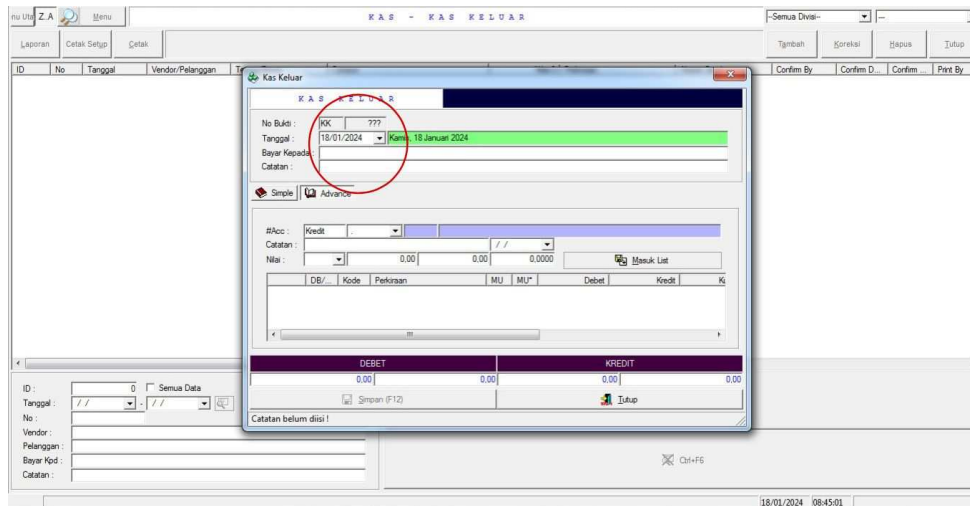 nu Uta Z.A Menu KAS - KAS KELUAR --Semua Divisi-- --
Laporan Cetak Setup Cetak Tambah Koreksi Hapus Tutup
ID No Tanggal Vendor/Pelanggan Confirm By Confirm D... Confirm ... Print By
Kas Keluar
KAS KELUAR
No Bukti : KK ???
Tanggal : 18/01/2024 Kamis, 18 Januari 2024
Bayar Kepada :
Catatan :
Simple Advance
#Acc : Kredit .
Catatan : / /
Nilai : 0,00 0,00 0,0000 Masuk List
DB/... Kode Perkiraan MU MU* Debet Kredit
DEBET KREDIT
0,00 0,00 0,00 0,00
Simpan (F12) Tutup
Catatan belum diisi !
ID : 0 Semua Data
Tanggal : / / - / /
No :
Vendor :
Pelanggan :
Bayar Kpd :
Catatan :
Ctrl+F6
18/01/2024 08:45:01